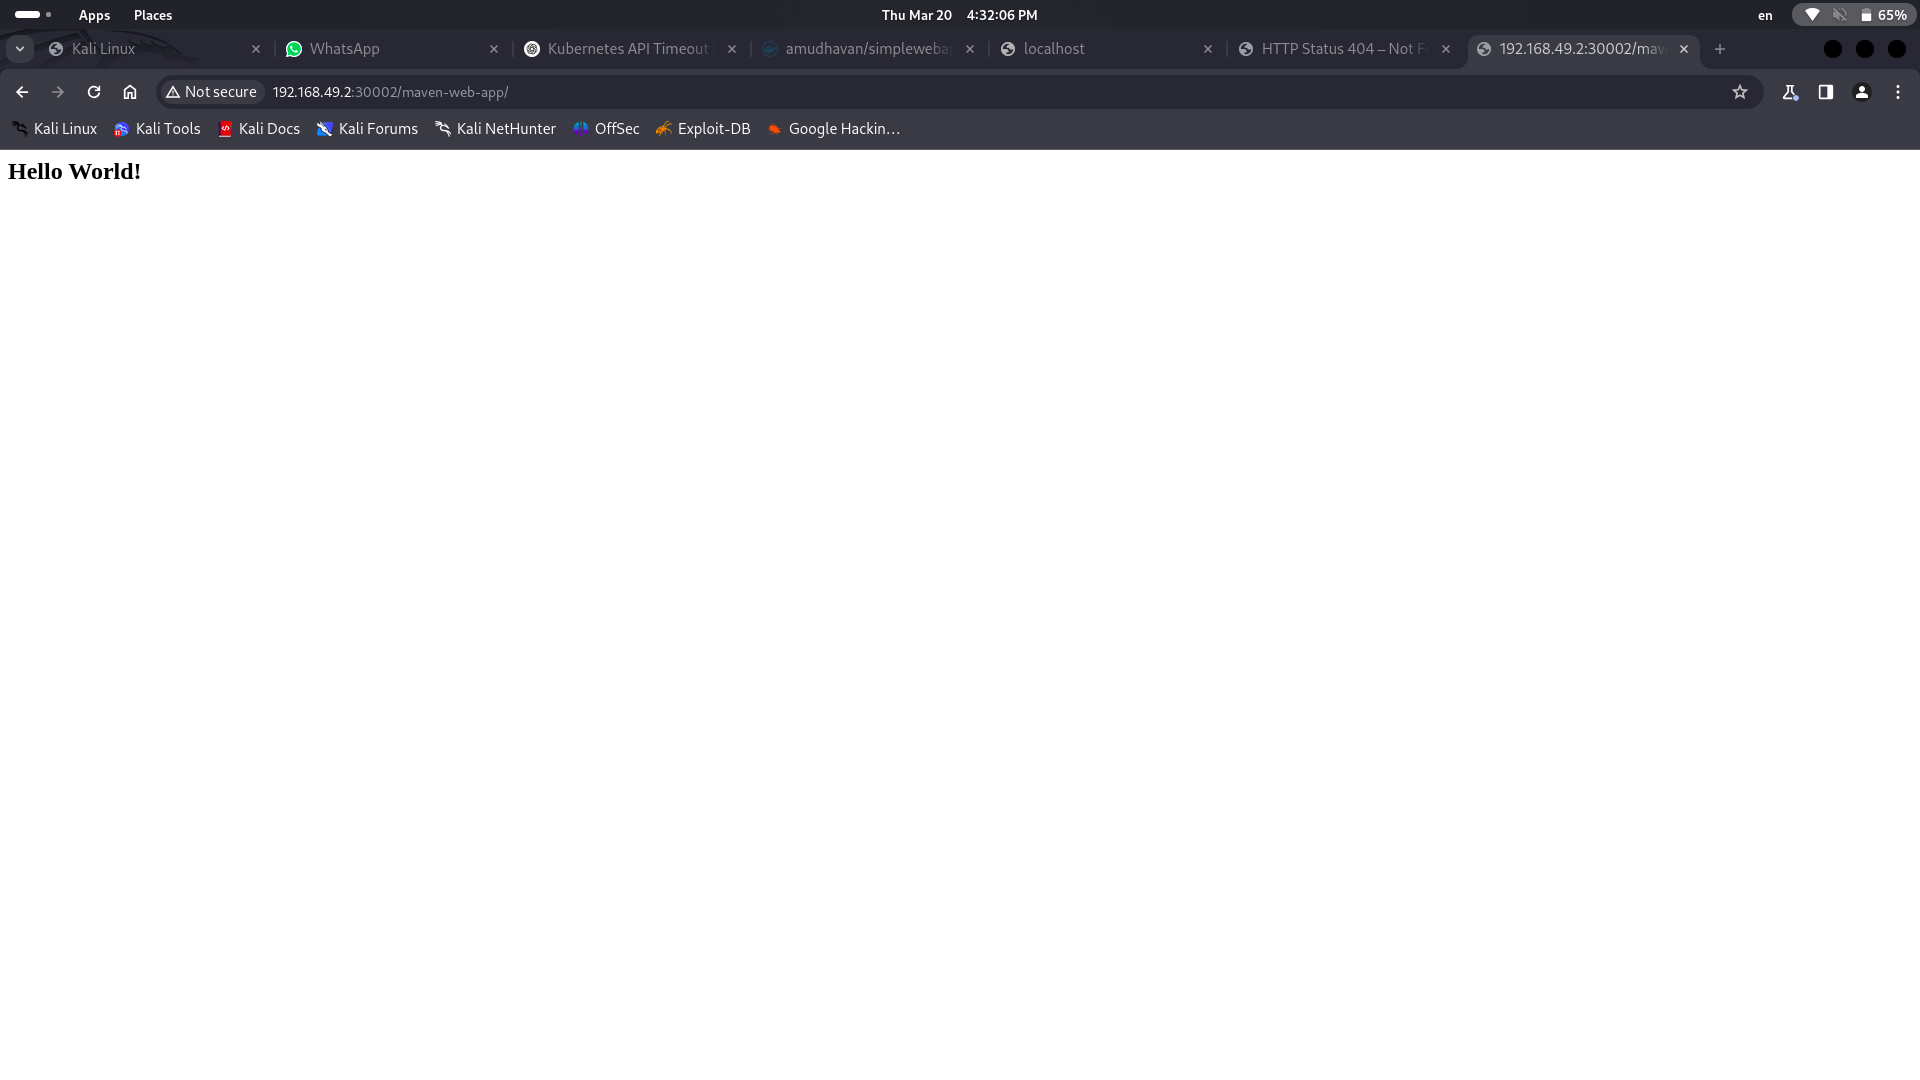 Apps Places Thu Mar 20 4:32:06 PM en 65%
Kali Linux WhatsApp Kubernetes API Timeout amudhavan/simpleweba localhost HTTP Status 404 – Not F 192.168.49.2:30002/mav
Not secure 192.168.49.2:30002/maven-web-app/
Kali Linux Kali Tools Kali Docs Kali Forums Kali NetHunter OffSec Exploit-DB Google Hackin...
Hello World!